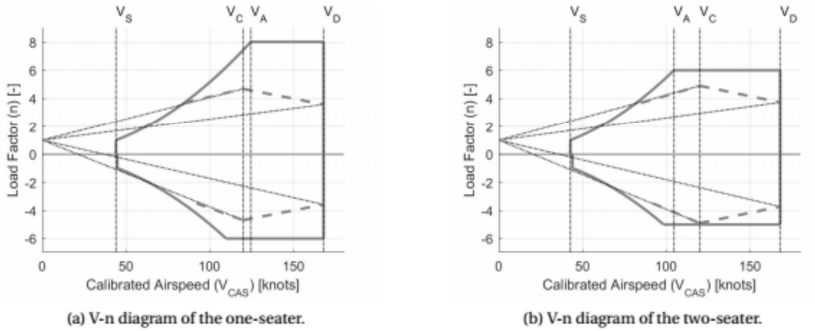 V_S V_C V_A V_D
8
6
4
2
0
-2
-4
-6
Load Factor (n) [-]
0 50 100 150
Calibrated Airspeed (V_CAS) [knots]
(a) V-n diagram of the one-seater.
V_S V_A V_C V_D
8
6
4
2
0
-2
-4
-6
Load Factor (n) [-]
0 50 100 150
Calibrated Airspeed (V_CAS) [knots]
(b) V-n diagram of the two-seater.